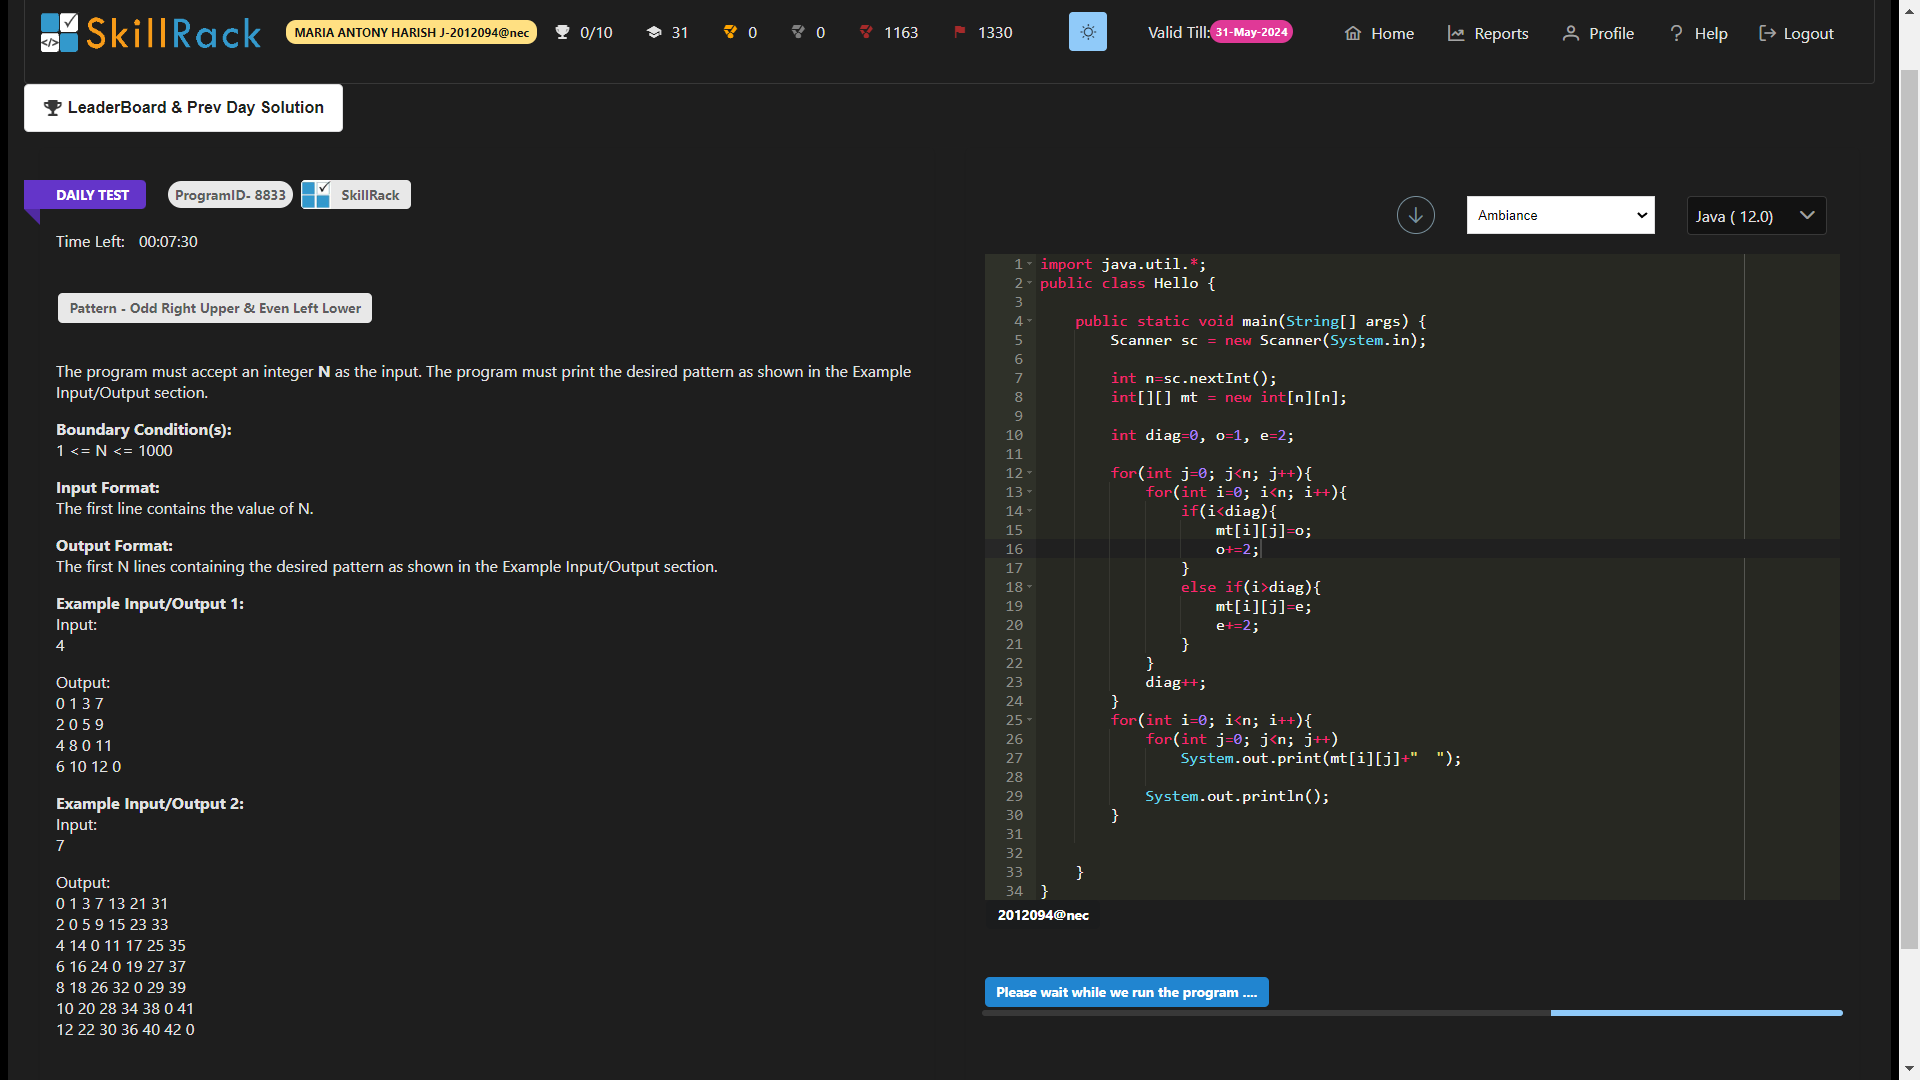 SkillRack
MARIA ANTONY HARISH J-2012094@nec
0/10
31
0
0
1163
1330
Valid Till: 31-May-2024
Home
Reports
Profile
Help
Logout
LeaderBoard & Prev Day Solution
DAILY TEST
ProgramID- 8833
SkillRack
Time Left: 00:07:30
Ambiance
Java ( 12.0)
Pattern - Odd Right Upper & Even Left Lower
The program must accept an integer N as the input. The program must print the desired pattern as shown in the Example
Input/Output section.
Boundary Condition(s):
1 <= N <= 1000
Input Format:
The first line contains the value of N.
Output Format:
The first N lines containing the desired pattern as shown in the Example Input/Output section.
Example Input/Output 1:
Input:
4
Output:
0 1 3 7
2 0 5 9
4 8 0 11
6 10 12 0
Example Input/Output 2:
Input:
7
Output:
0 1 3 7 13 21 31
2 0 5 9 15 23 33
4 14 0 11 17 25 35
6 16 24 0 19 27 37
8 18 26 32 0 29 39
10 20 28 34 38 0 41
12 22 30 36 40 42 0
1 import java.util.*;
2 public class Hello {
3
4 public static void main(String[] args) {
5 Scanner sc = new Scanner(System.in);
6
7 int n=sc.nextInt();
8 int[][] mt = new int[n][n];
9
10 int diag=0, o=1, e=2;
11
12 for(int j=0; j<n; j++){
13 for(int i=0; i<n; i++){
14 if(i<diag){
15 mt[i][j]=o;
16 o+=2;
17 }
18 else if(i>diag){
19 mt[i][j]=e;
20 e+=2;
21 }
22 }
23 diag++;
24 }
25 for(int i=0; i<n; i++){
26 for(int j=0; j<n; j++)
27 System.out.print(mt[i][j]+"  ");
28
29 System.out.println();
30 }
31
32
33 }
34 }
2012094@nec
Please wait while we run the program ....